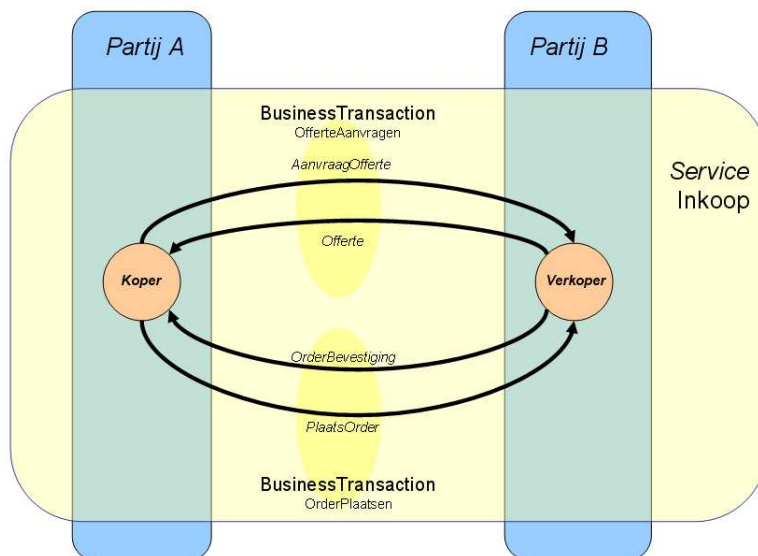 Partij A
Partij B
BusinessTransaction
OfferteAanvragen
AanvraagOfferte
Service
Inkoop
Offerte
Koper
Verkoper
OrderBevestiging
PlaatsOrder
BusinessTransaction
OrderPlaatsen